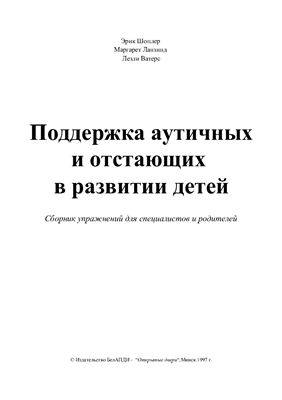 Эрик Шоплер
Маргарет Ланзинд
Лезли Ватерс
Поддержка аутичных
и отстающих
в развитии детей
Сборник упражнений для специалистов и родителей
© Издательство БелАПДИ - "Открытые двери", Минск 1997 г.